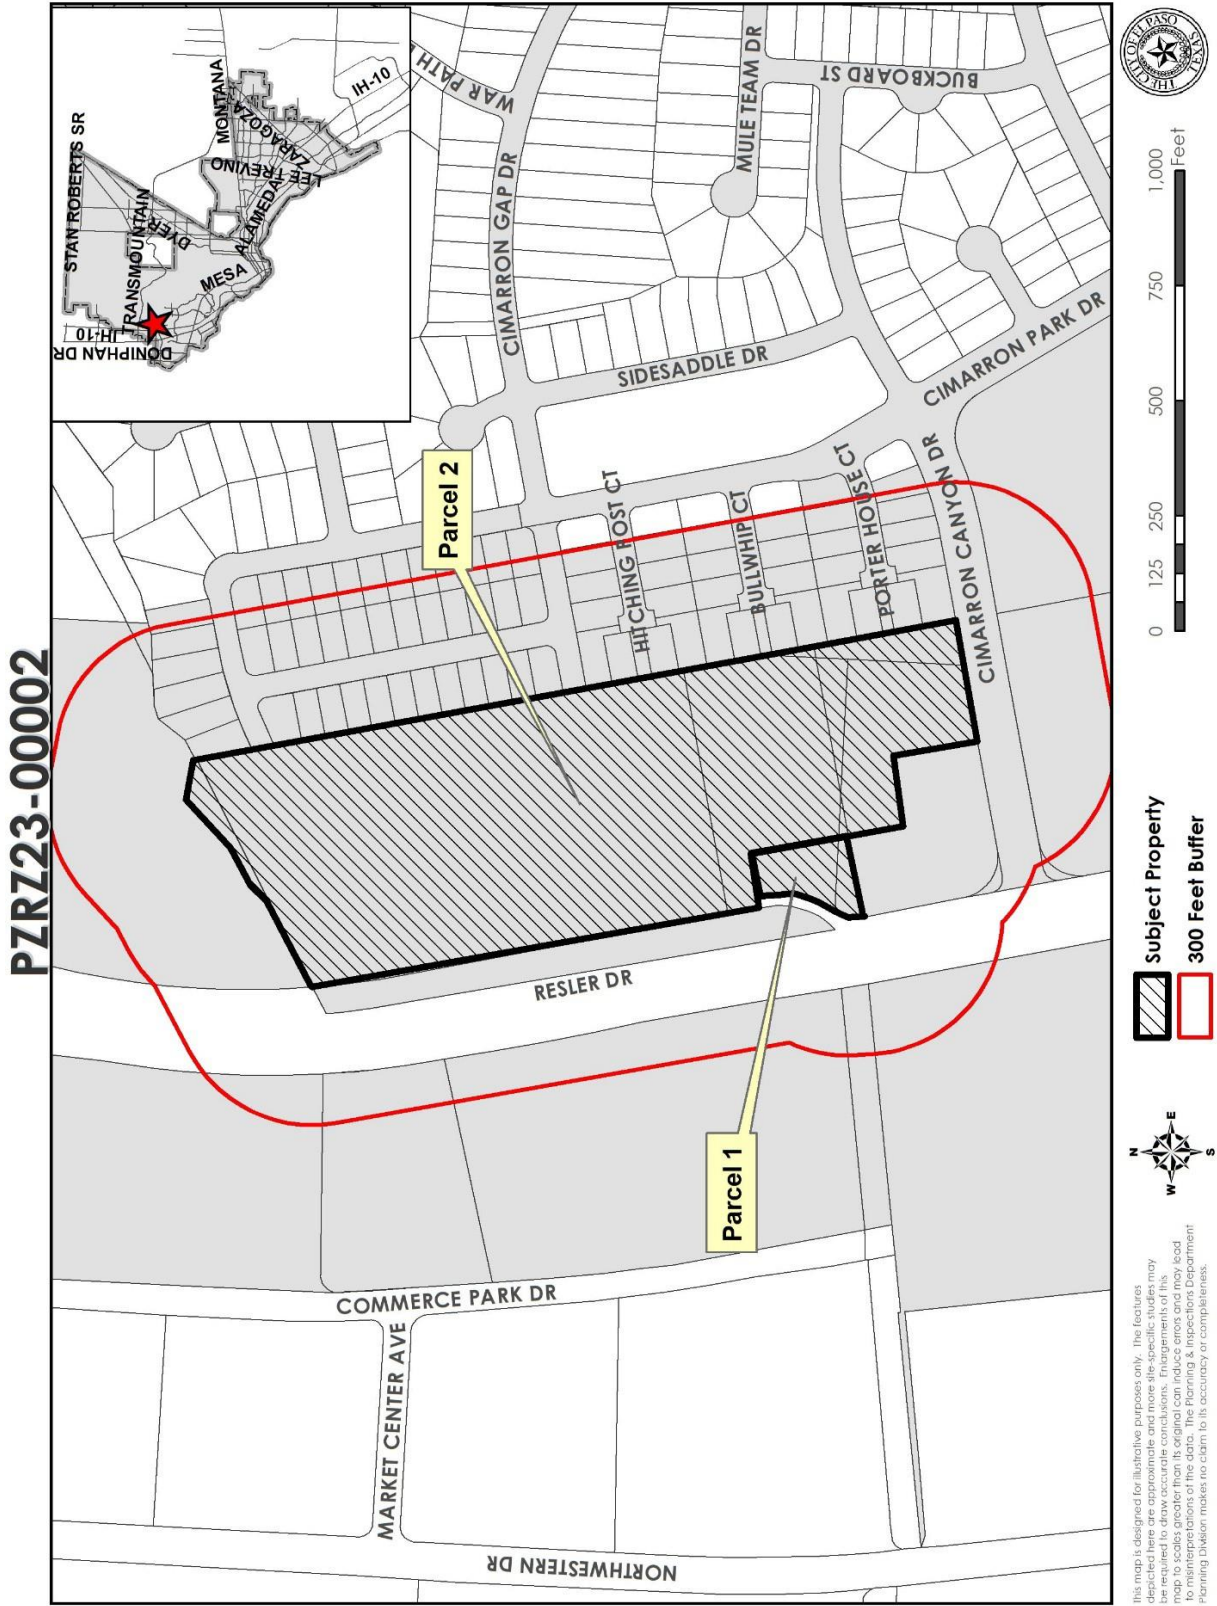 PZRZ23-00002
STAN ROBERTS SR
DONIPHAN DR
IH-10
TRANSMOUNTAIN
DYER
MONTANA
ZARAGOZA
LEE TREVINO
ALAMEDA
MESA
IH-10
WAR PATH
CIMARRON GAP DR
MULE TEAM DR
BUCKBOARD ST
SIDESADDLE DR
CIMARRON PARK DR
Parcel 2
HITCHING POST CT
BULLWHIP CT
PORTER HOUSE CT
CIMARRON CANYON DR
RESLER DR
Parcel 1
COMMERCE PARK DR
MARKET CENTER AVE
NORTHWESTERN DR
This map is designed for illustrative purposes only. The features
depicted here are approximate and more site-specific studies may
be required to draw accurate conclusions. Enlargements of this
map to scales greater than its original can induce errors and may lead
to misinterpretations of the data. The Planning & Inspections Department
Planning Division makes no claim to its accuracy or completeness.
N
W
E
S
Subject Property
300 Feet Buffer
0 125 250 500 750 1,000
Feet
THE CITY OF EL PASO
TEXAS